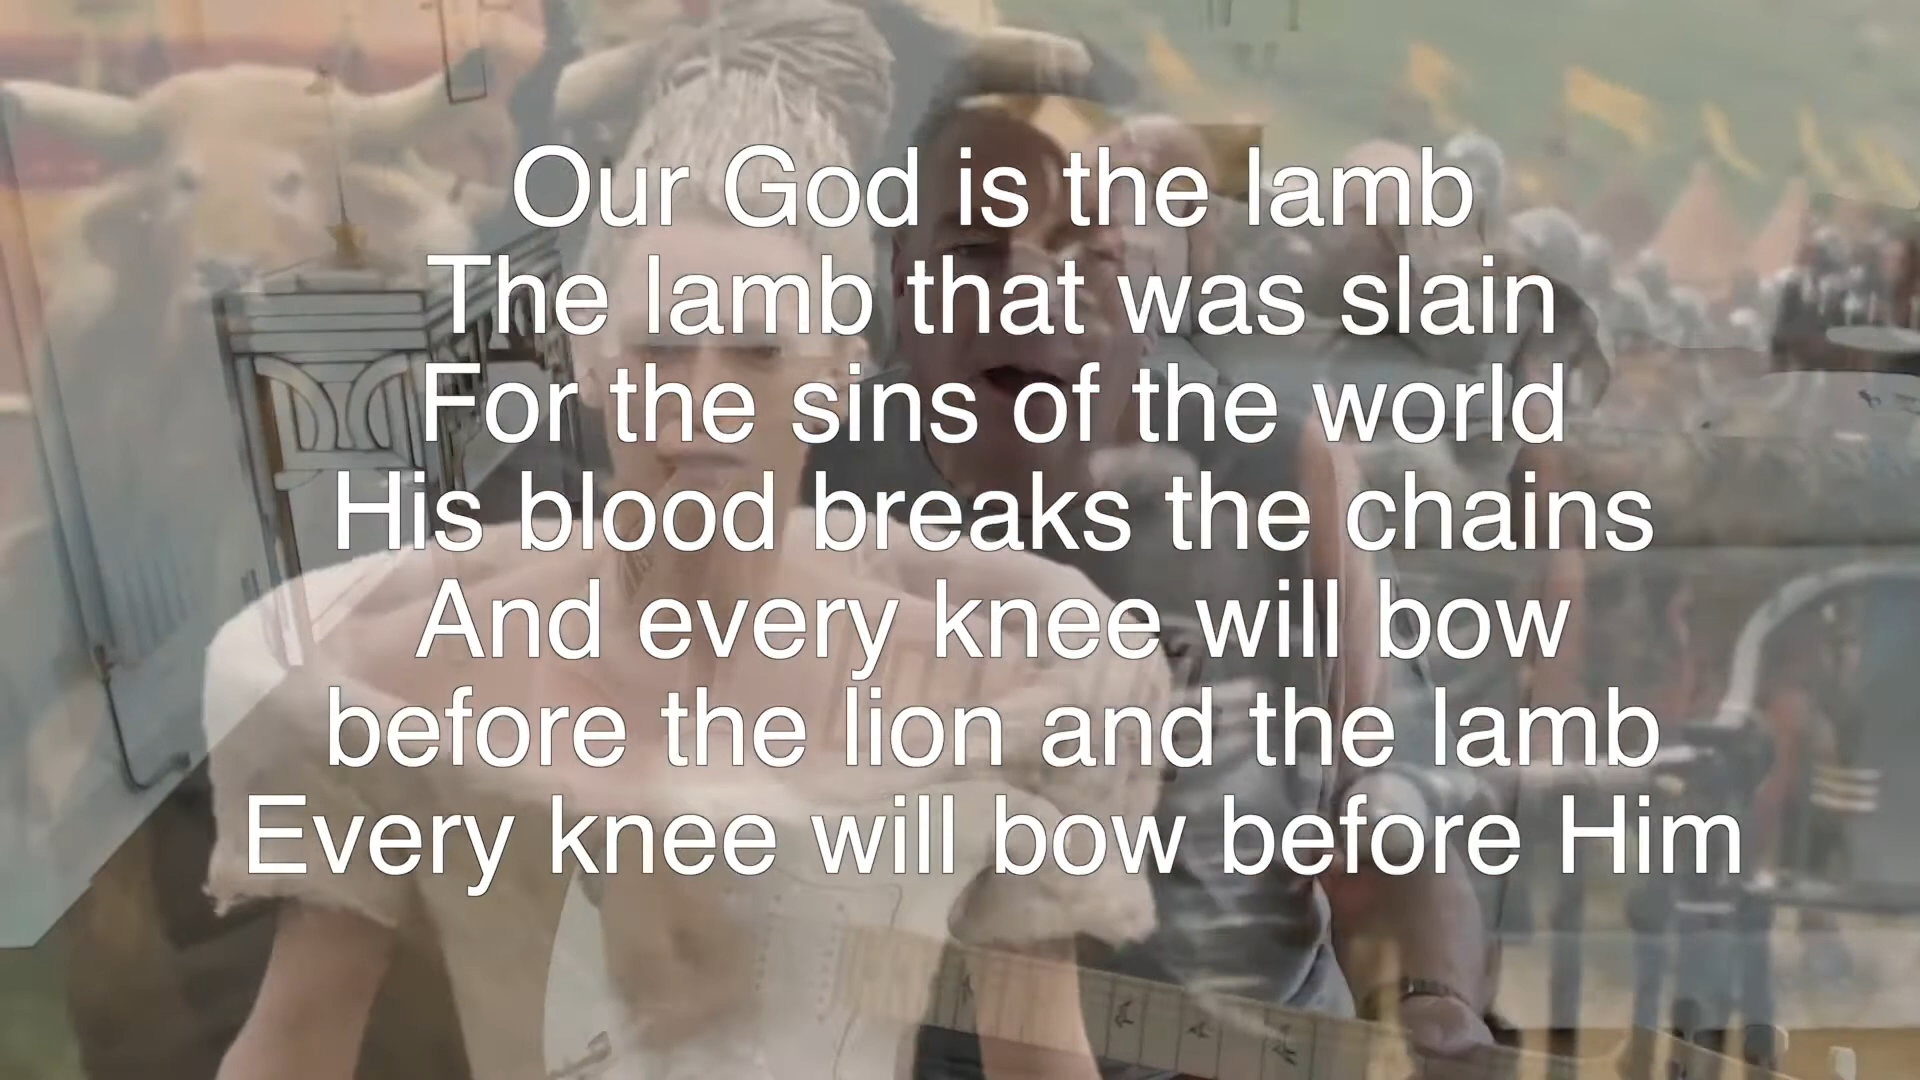 Our God is the lamb
The lamb that was slain
For the sins of the world
His blood breaks the chains
And every knee will bow
before the lion and the lamb
Every knee will bow before Him